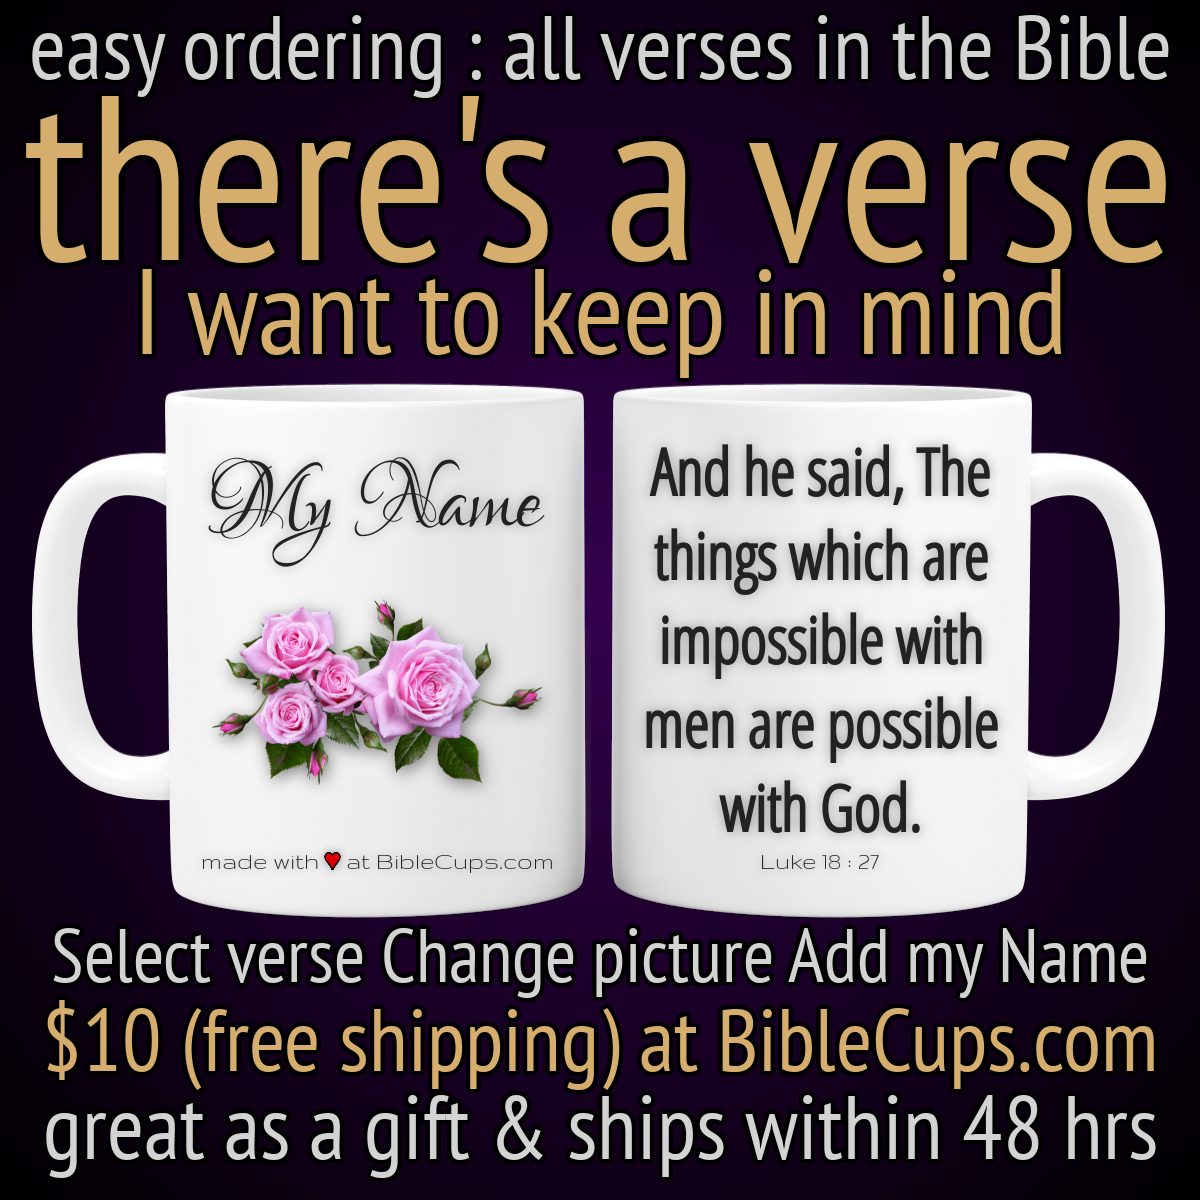 easy ordering : all verses in the Bible
there's a verse
I want to keep in mind
My Name
made with ❤ at BibleCups.com
And he said, The
things which are
impossible with
men are possible
with God.
Luke 18 : 27
Select verse Change picture Add my Name
$10 (free shipping) at BibleCups.com
great as a gift & ships within 48 hrs